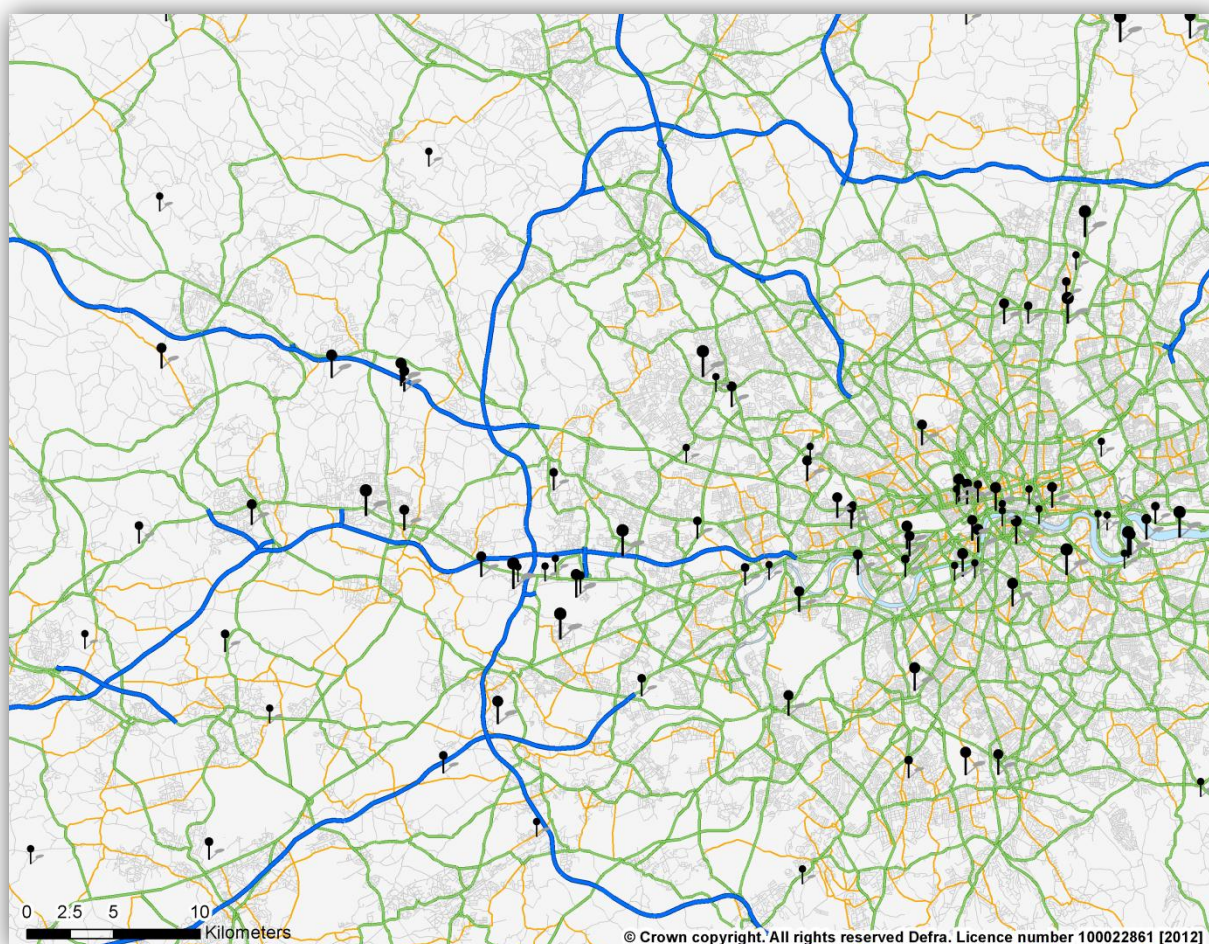 0 2.5 5 10
Kilometers
© Crown copyright. All rights reserved Defra. Licence number 100022861 [2012]